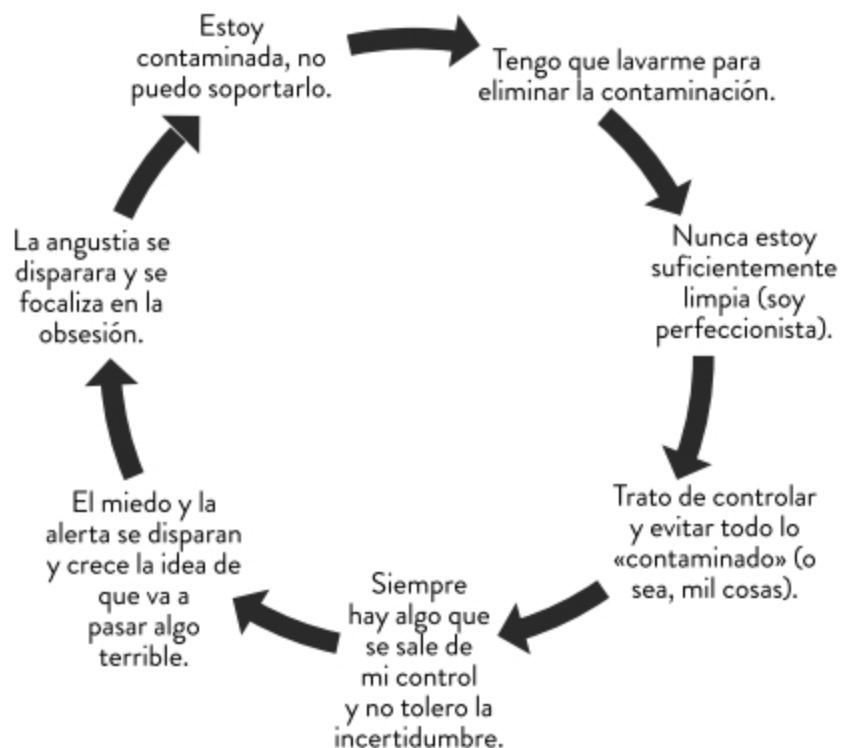 Estoy
contaminada, no
puedo soportarlo.
Tengo que lavarme para
eliminar la contaminación.
Nunca estoy
suficientemente
limpia (soy
perfeccionista).
Trato de controlar
y evitar todo lo
«contaminado» (o
sea, mil cosas).
Siempre
hay algo que
se sale de
mi control
y no tolero la
incertidumbre.
El miedo y la
alerta se disparan
y crece la idea de
que va a
pasar algo
terrible.
La angustia se
disparara y se
focaliza en la
obsesión.